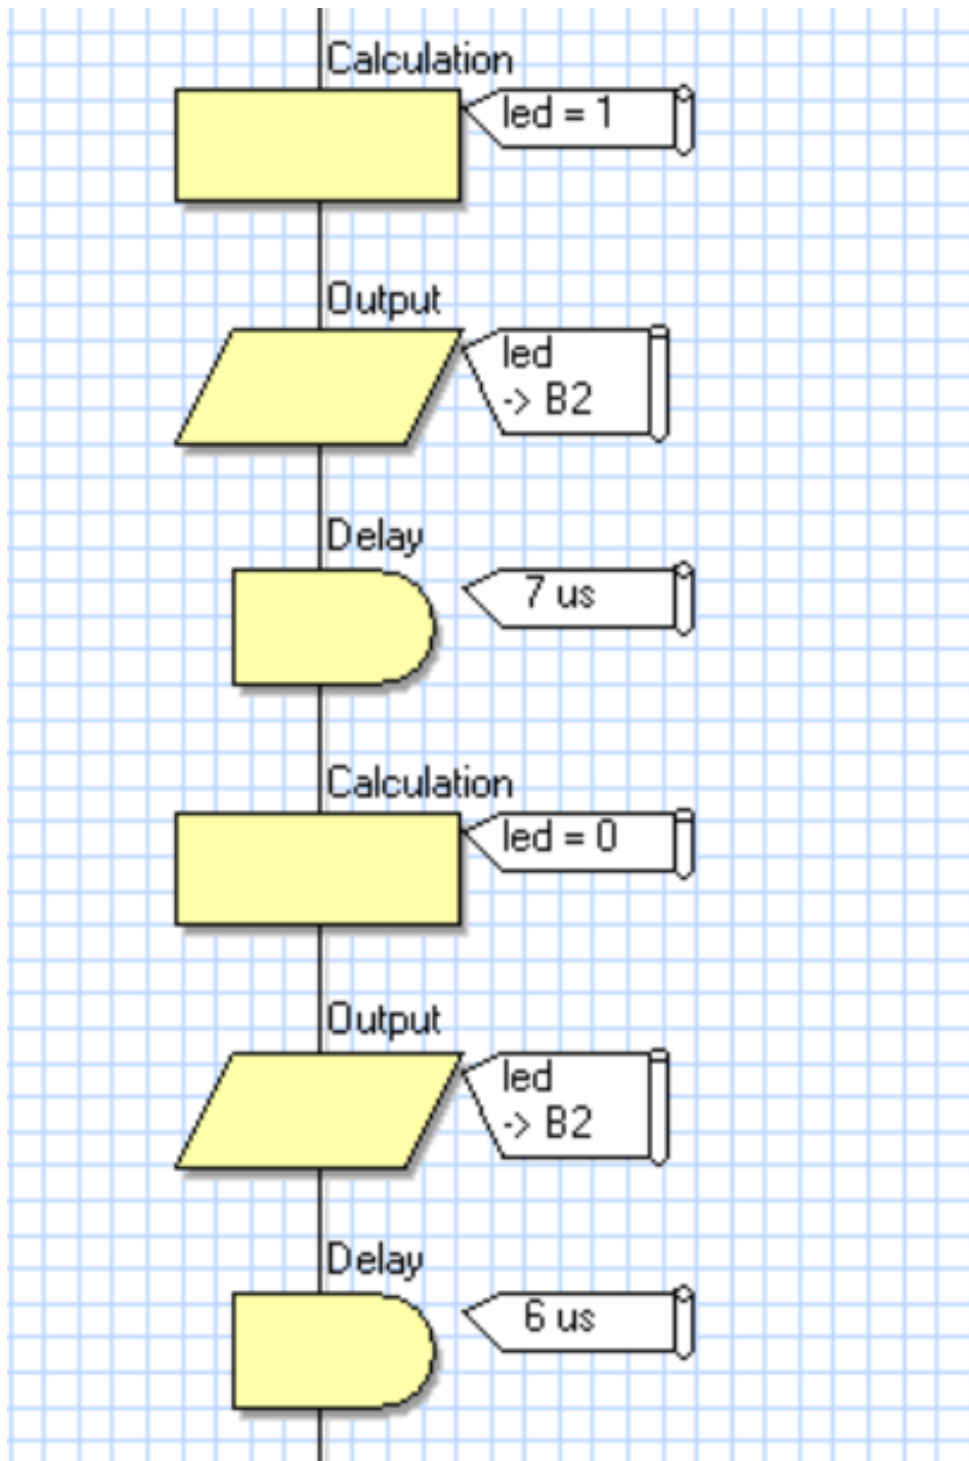 Calculation
led = 1
Output
led
-> B2
Delay
7 us
Calculation
led = 0
Output
led
-> B2
Delay
6 us